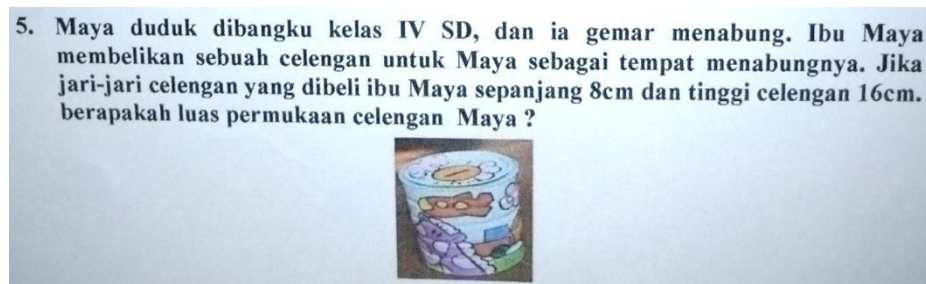 5. Maya duduk dibangku kelas IV SD, dan ia gemar menabung. Ibu Maya
membelikan sebuah celengan untuk Maya sebagai tempat menabungnya. Jika
jari-jari celengan yang dibeli ibu Maya sepanjang 8cm dan tinggi celengan 16cm.
berapakah luas permukaan celengan Maya ?